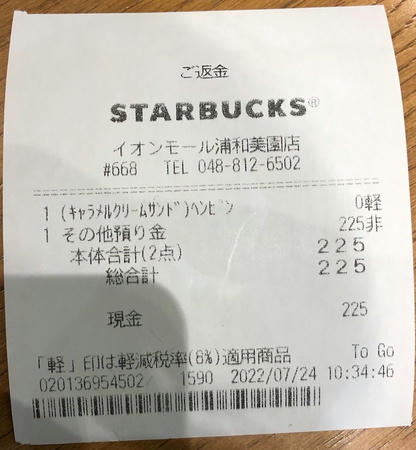 ご返金
STARBUCKS®
イオンモール浦和美園店
#668 TEL 048-812-6502
1 (ｷｬﾗﾒﾙｸﾘｰﾑｻﾝﾄﾞ)ﾍﾝﾋﾟﾝ 0軽
1 その他預り金 225非
本体合計(2点) 225
総合計 225
現金 225
「軽」印は軽減税率(8%)適用商品 To Go
020136954502 1590 2022/07/24 10:34:46